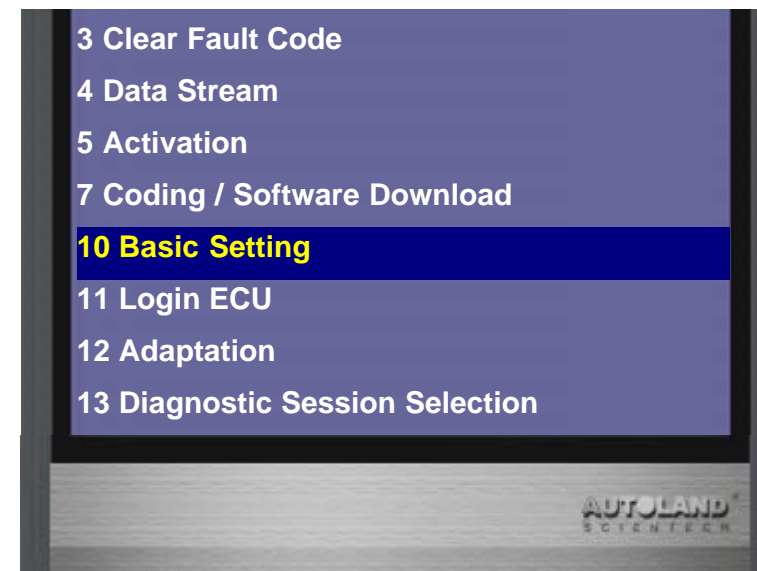 3 Clear Fault Code
4 Data Stream
5 Activation
7 Coding / Software Download
10 Basic Setting
11 Login ECU
12 Adaptation
13 Diagnostic Session Selection
AUTOLAND
SCIENTECH